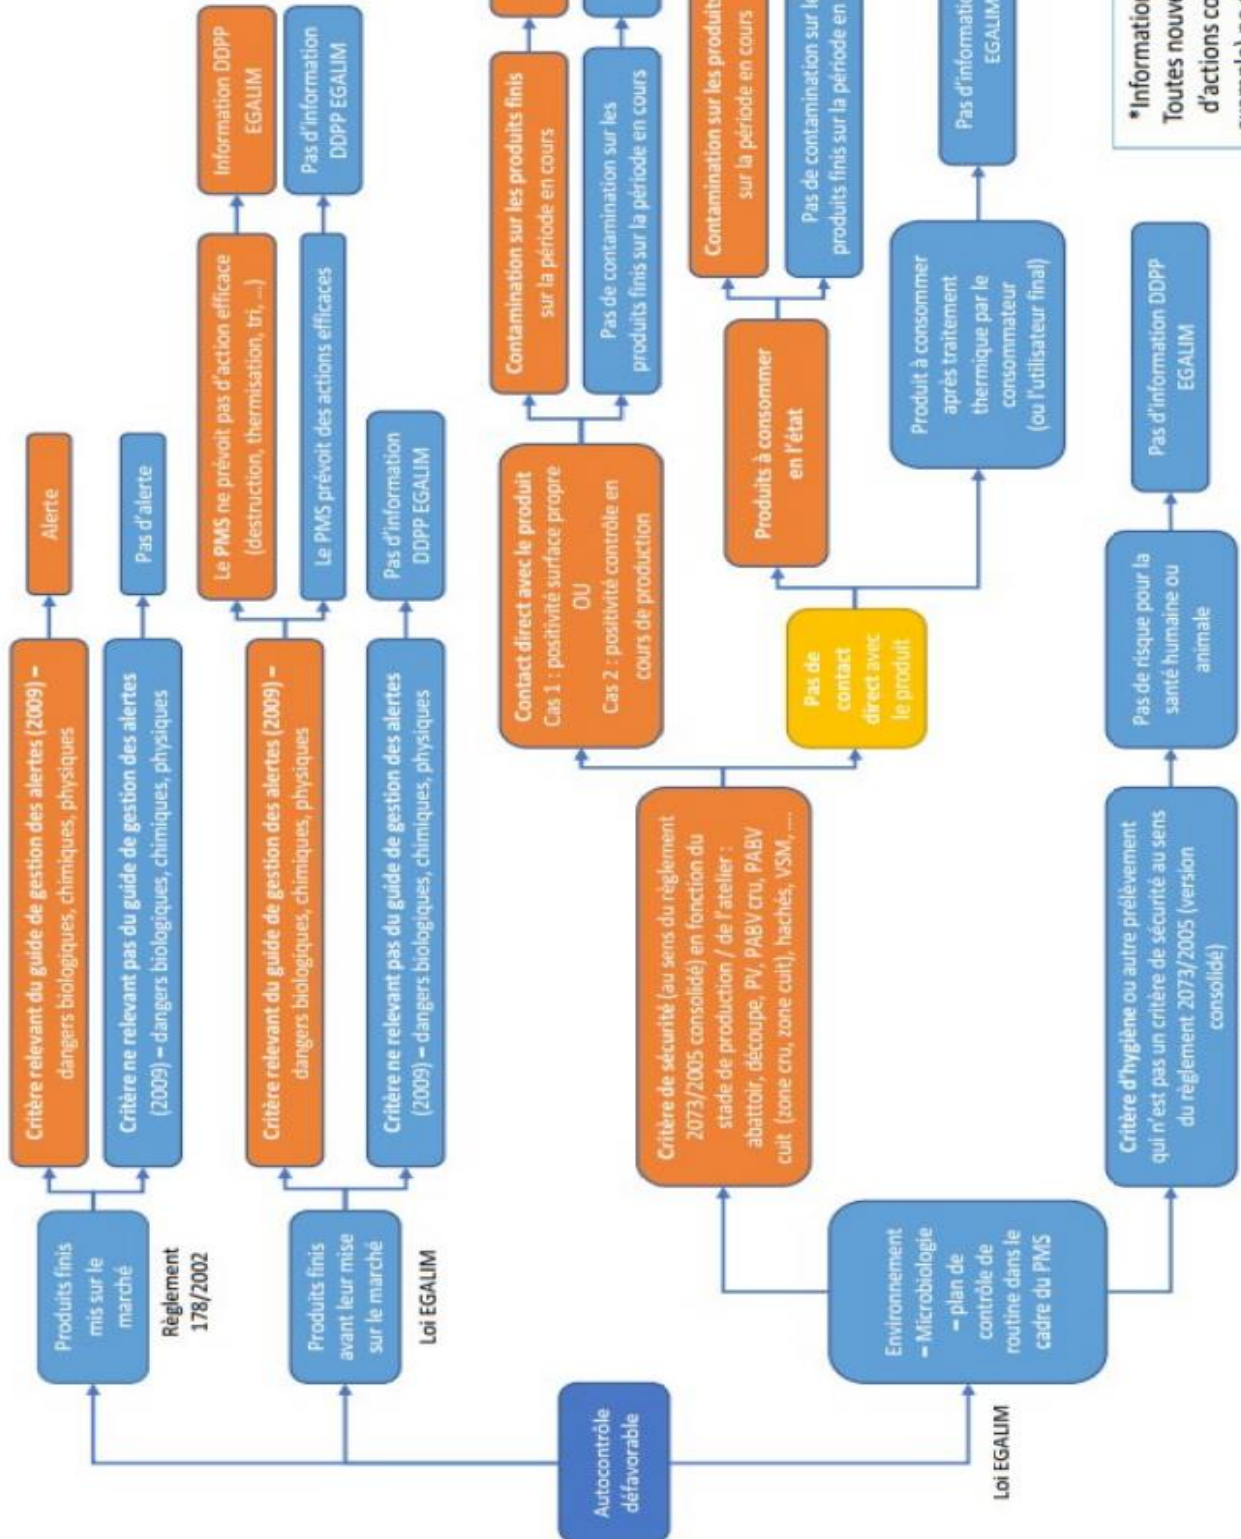 Autocontrôle
défavorable
Produits finis
mis sur le
marché
Règlement
178/2002
Critère relevant du guide de gestion des alertes (2009) –
dangers biologiques, chimiques, physiques
Alerte
Critère ne relevant pas du guide de gestion des alertes
(2009) – dangers biologiques, chimiques, physiques
Pas d'alerte
Produits finis
avant leur mise
sur le marché
Loi EGALIM
Critère relevant du guide de gestion des alertes (2009) –
dangers biologiques, chimiques, physiques
Le PMS ne prévoit pas d'action efficace
(destruction, thermisation, tri, …)
Information DDPP
EGALIM
Le PMS prévoit des actions efficaces
Pas d'information
DDPP EGALIM
Critère ne relevant pas du guide de gestion des alertes
(2009) – dangers biologiques, chimiques, physiques
Pas d'information
DDPP EGALIM
Environnement
– Microbiologie
– plan de
contrôle de
routine dans le
cadre du PMS
Loi EGALIM
Critère de sécurité (au sens du règlement
2073/2005 consolidé) en fonction du
stade de production / de l'atelier :
abattoir, découpe, PV, PABV cru, PABV
cuit (zone cru, zone cuit), hachés, VSM, ….
Contact direct avec le produit
Cas 1 : positivité surface propre
OU
Cas 2 : positivité contrôle en
cours de production
Contamination sur les produits finis
sur la période en cours
Pas de contamination sur les
produits finis sur la période en cours
Pas de
contact
direct avec
le produit
Produits à consommer
en l'état
Contamination sur les produits
sur la période en cours
Pas de contamination sur le
produits finis sur la période en
Produit à consommer
après traitement
thermique par le
consommateur
(ou l'utilisateur final)
Pas d'informatio
EGALIM
Critère d'hygiène ou autre prélèvement
qui n'est pas un critère de sécurité au sens
du règlement 2073/2005 (version
consolidé)
Pas de risque pour la
santé humaine ou
animale
Pas d'information DDPP
EGALIM
*Information
Toutes nouve
d'actions co